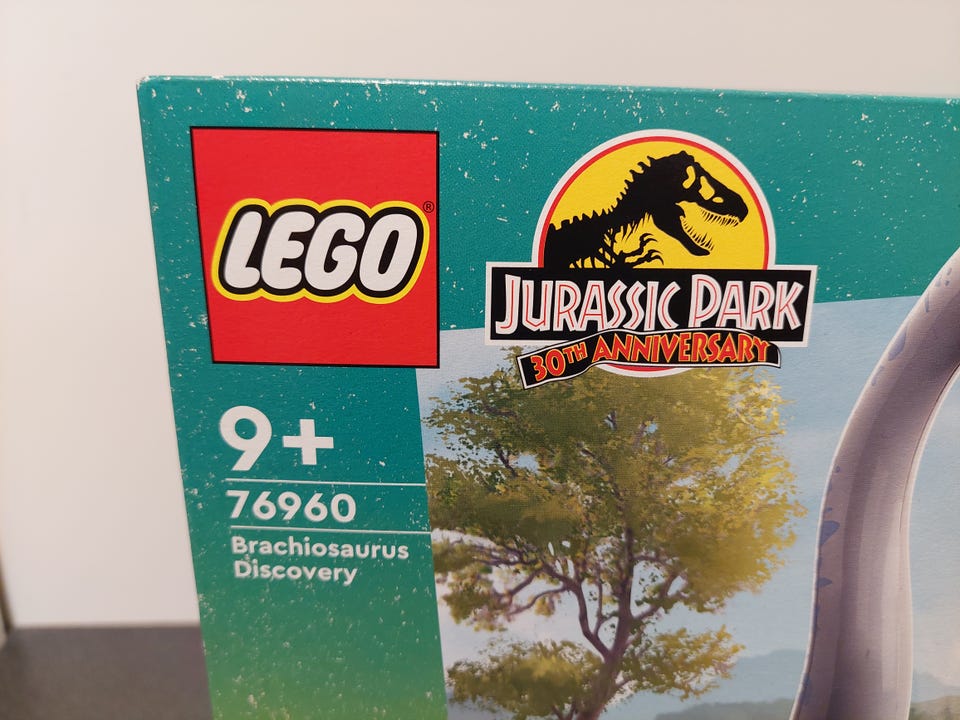 LEGO®
JURASSIC PARK
30TH ANNIVERSARY
9+
76960
Brachiosaurus
Discovery